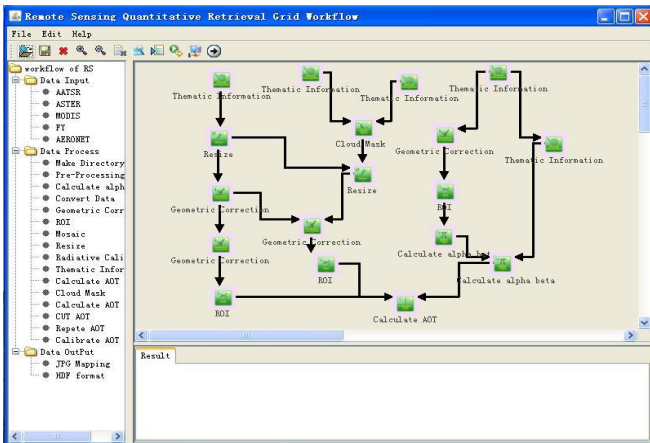 Remote Sensing Quantitative Retrieval Grid Workflow
File Edit Help
workflow of RS
Data Input
AATSR
ASTER
MODIS
FY
AERONET
Data Process
Make Directory
Pre-Processing
Calculate alph
Convert Data
Geometric Corr
ROI
Mosaic
Resize
Radiative Cali
Thematic Infor
Calculate AOT
Cloud Mask
Calculate AOT
CUT AOT
Repete AOT
Calibrate AOT
Data OutPut
JPG Mapping
HDF format
Thematic Information
Thematic Information
Thematic Information
Thematic Information
Resize
Cloud Mask
Geometric Correction
Thematic Information
Resize
Geometric Correction
ROI
Geometric Correction
Calculate alpha beta
Geometric Correction
ROI
Calculate alpha beta
ROI
Calculate AOT
Result